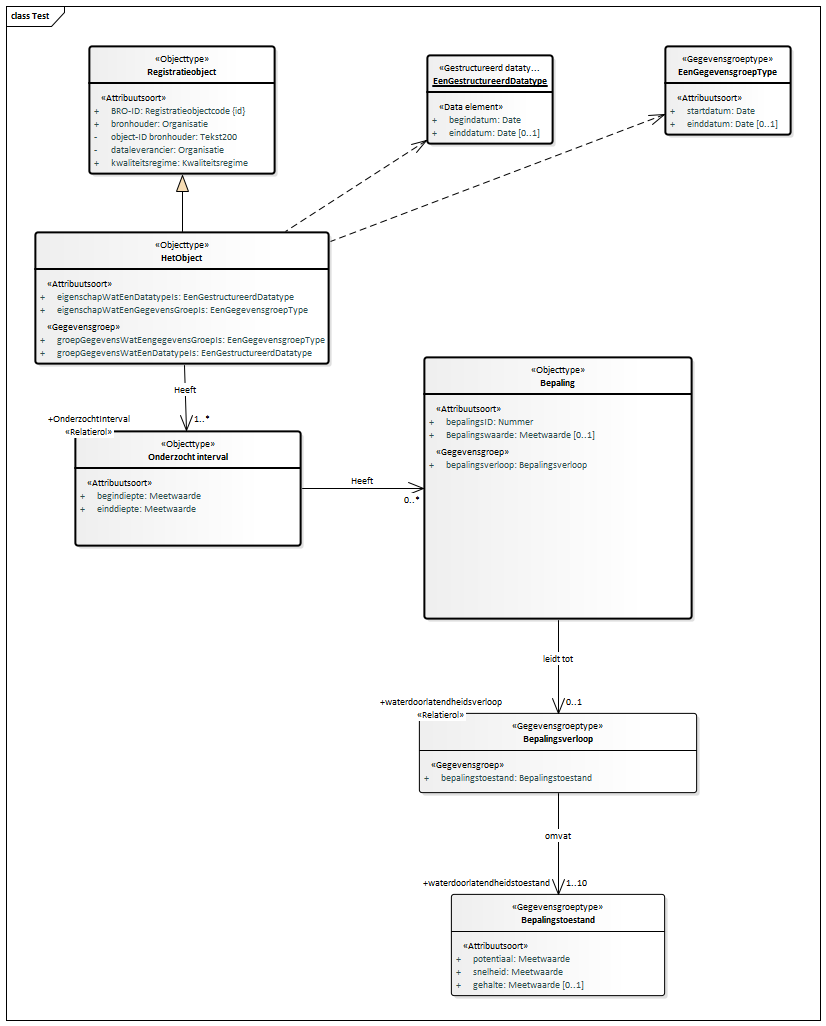 class Test
«Objecttype»
Registratieobject
«Attribuutsoort»
+ BRO-ID: Registratieobjectcode {id}
+ bronhouder: Organisatie
- object-ID bronhouder: Tekst200
- dataleverancier: Organisatie
+ kwaliteitsregime: Kwaliteitsregime
«Gestructureerd dataty...
EenGestructureerdDatatype
«Data element»
+ begindatum: Date
+ einddatum: Date [0..1]
«Gegevensgroeptype»
EenGegevensgroepType
«Attribuutsoort»
+ startdatum: Date
+ einddatum: Date [0..1]
«Objecttype»
HetObject
«Attribuutsoort»
+ eigenschapWatEenDatatypeIs: EenGestructureerdDatatype
+ eigenschapWatEenGegevensGroepIs: EenGegevensgroepType
«Gegevensgroep»
+ groepGegevensWatEengegevensGroepIs: EenGegevensgroepType
+ groepGegevensWatEenDatatypeIs: EenGestructureerdDatatype
Heeft
+OnderzochtInterval
1..*
«Relatierol»
«Objecttype»
Onderzocht interval
«Attribuutsoort»
+ begindiepte: Meetwaarde
+ einddiepte: Meetwaarde
Heeft
0..*
«Objecttype»
Bepaling
«Attribuutsoort»
+ bepalingsID: Nummer
+ Bepalingswaarde: Meetwaarde [0..1]
«Gegevensgroep»
+ bepalingsverloop: Bepalingsverloop
leidt tot
+waterdoorlatendheidsverloop
0..1
«Relatierol»
«Gegevensgroeptype»
Bepalingsverloop
«Gegevensgroep»
+ bepalingstoestand: Bepalingstoestand
omvat
+waterdoorlatendheidstoestand
1..10
«Gegevensgroeptype»
Bepalingstoestand
«Attribuutsoort»
+ potentiaal: Meetwaarde
+ snelheid: Meetwaarde
+ gehalte: Meetwaarde [0..1]